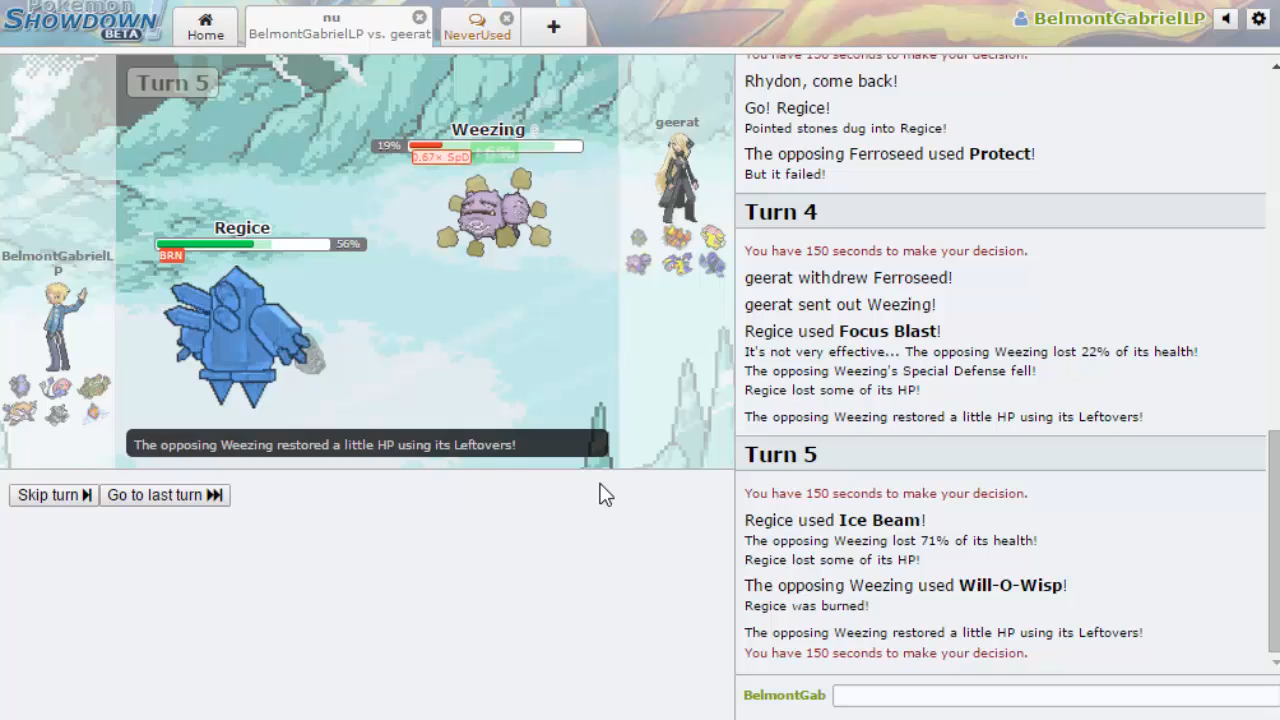 Pokémon
SHOWDOWN
BETA
Home
nu
BelmontGabrielLP vs. geerat
NeverUsed
BelmontGabrielLP
Turn 5
Weezing
19%
0.67× SpD
+6%
geerat
Regice
56%
BRN
BelmontGabrielL
p
The opposing Weezing restored a little HP using its Leftovers!
Skip turn
Go to last turn
You have 150 seconds to make your decision.
Rhydon, come back!
Go! Regice!
Pointed stones dug into Regice!
The opposing Ferroseed used Protect!
But it failed!
Turn 4
You have 150 seconds to make your decision.
geerat withdrew Ferroseed!
geerat sent out Weezing!
Regice used Focus Blast!
It's not very effective... The opposing Weezing lost 22% of its health!
The opposing Weezing's Special Defense fell!
Regice lost some of its HP!
The opposing Weezing restored a little HP using its Leftovers!
Turn 5
You have 150 seconds to make your decision.
Regice used Ice Beam!
The opposing Weezing lost 71% of its health!
Regice lost some of its HP!
The opposing Weezing used Will-O-Wisp!
Regice was burned!
The opposing Weezing restored a little HP using its Leftovers!
You have 150 seconds to make your decision.
BelmontGab